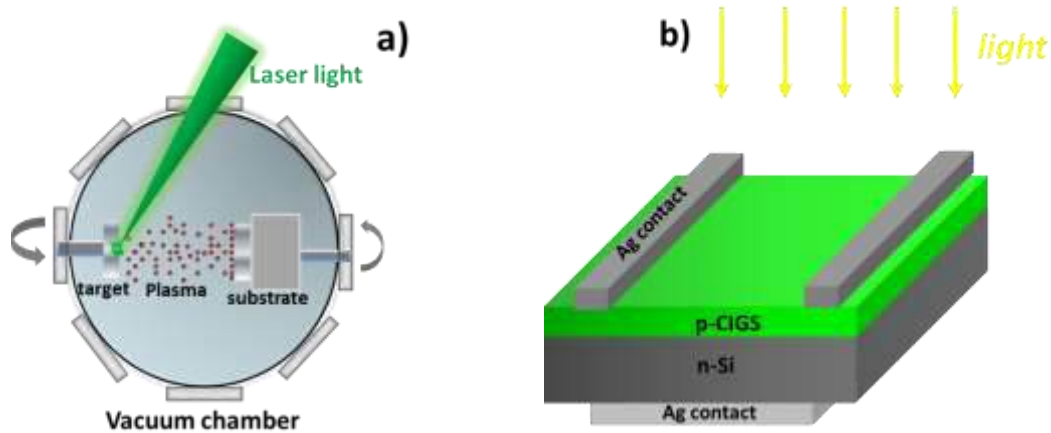 a)
Laser light
target
Plasma
substrate
Vacuum chamber
b)
light
Ag contact
p-CIGS
n-Si
Ag contact